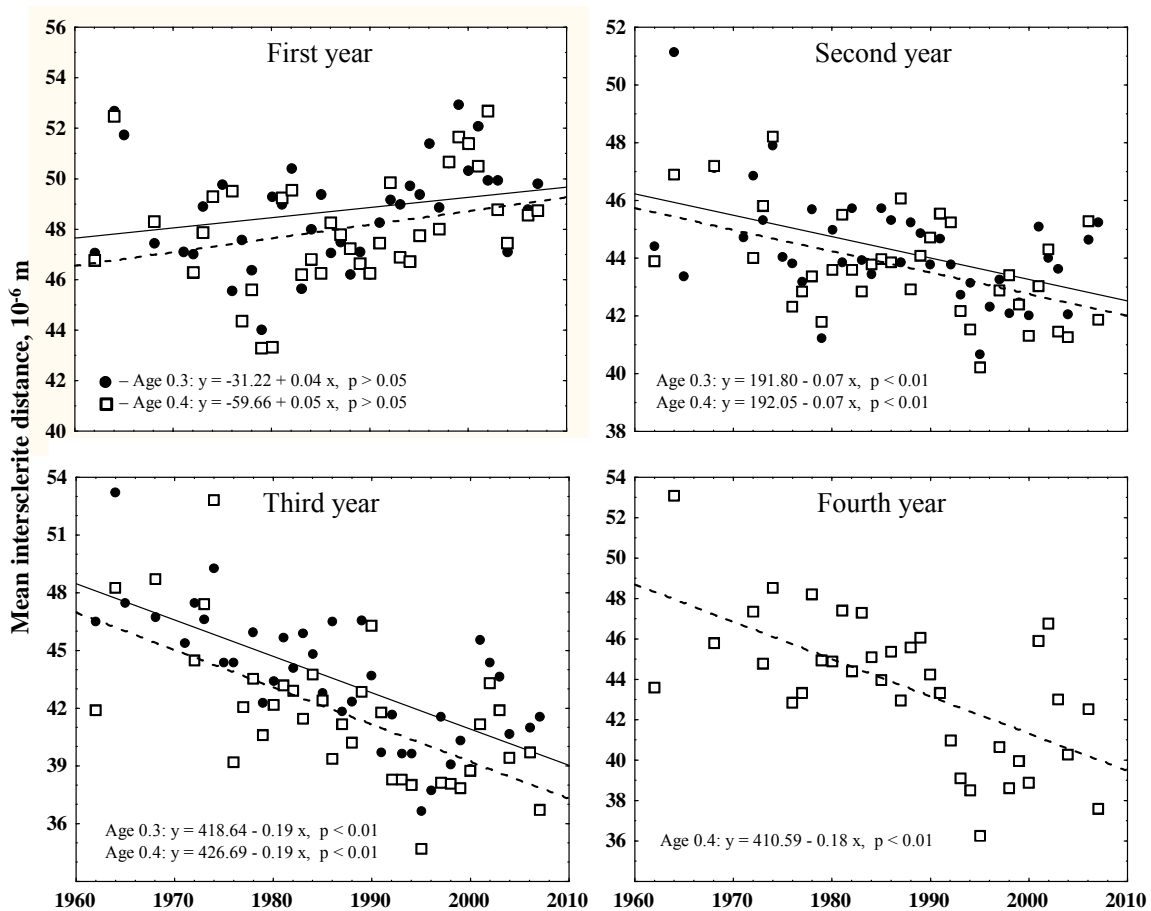 Mean intersclerite distance, 10-6 m
First year
56
54
52
50
48
46
44
42
40
● – Age 0.3: y = -31.22 + 0.04 x, p > 0.05
□ – Age 0.4: y = -59.66 + 0.05 x, p > 0.05
Second year
52
50
48
46
44
42
40
38
Age 0.3: y = 191.80 - 0.07 x, p < 0.01
Age 0.4: y = 192.05 - 0.07 x, p < 0.01
Third year
54
51
48
45
42
39
36
Age 0.3: y = 418.64 - 0.19 x, p < 0.01
Age 0.4: y = 426.69 - 0.19 x, p < 0.01
1960 1970 1980 1990 2000 2010
Fourth year
54
52
50
48
46
44
42
40
38
36
Age 0.4: y = 410.59 - 0.18 x, p < 0.01
1960 1970 1980 1990 2000 2010